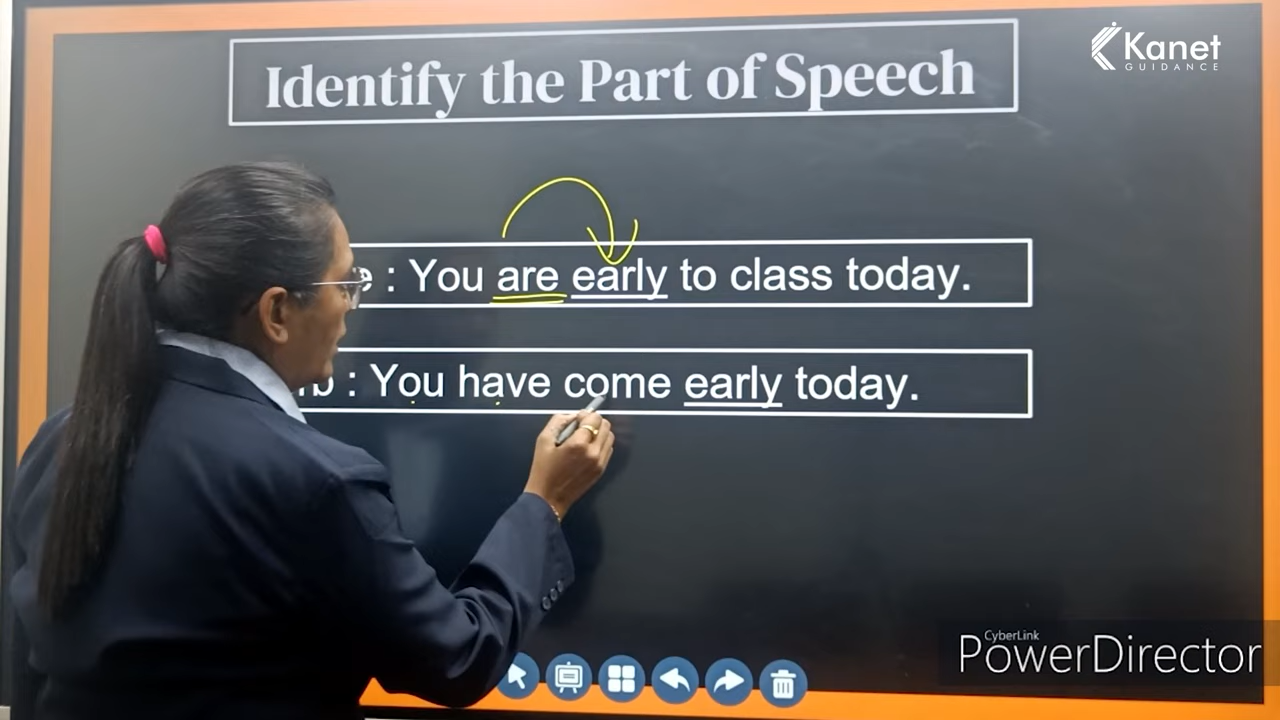 Kanet
GUIDANCE
Identify the Part of Speech
e : You are early to class today.
rb : You have come early today.
CyberLink
PowerDirector